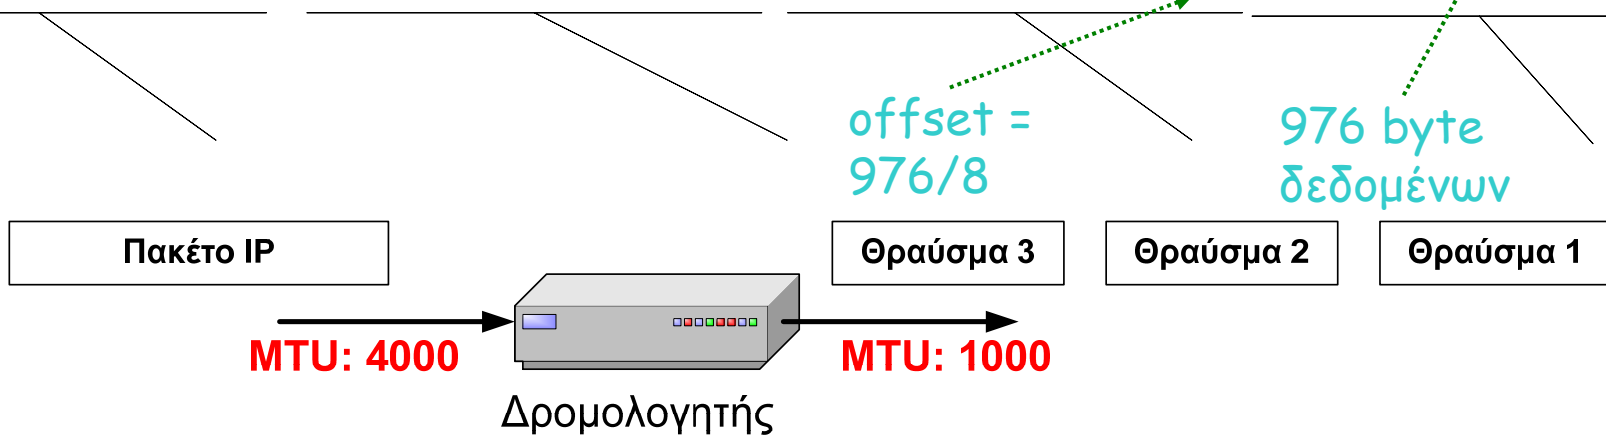 offset =
976/8
976 byte
δεδομένων
Πακέτο IP
Θραύσμα 3
Θραύσμα 2
Θραύσμα 1
MTU: 4000
MTU: 1000
Δρομολογητής